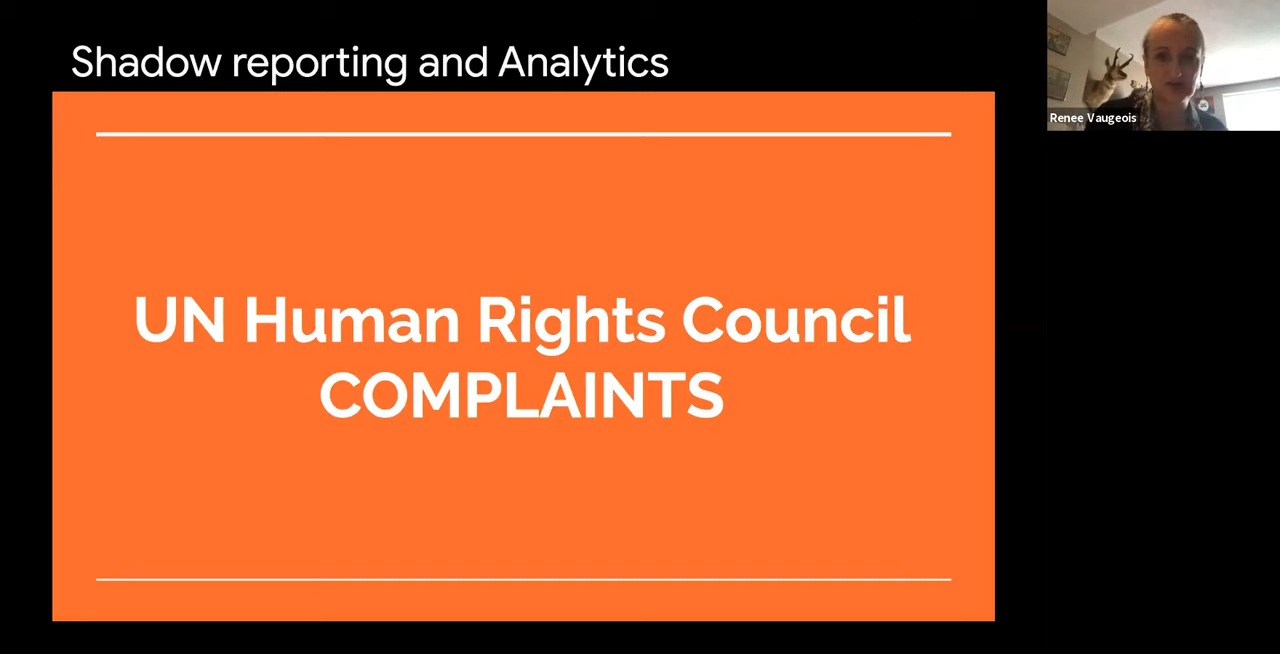 Shadow reporting and Analytics
Renee Vaugeois
UN Human Rights Council
COMPLAINTS